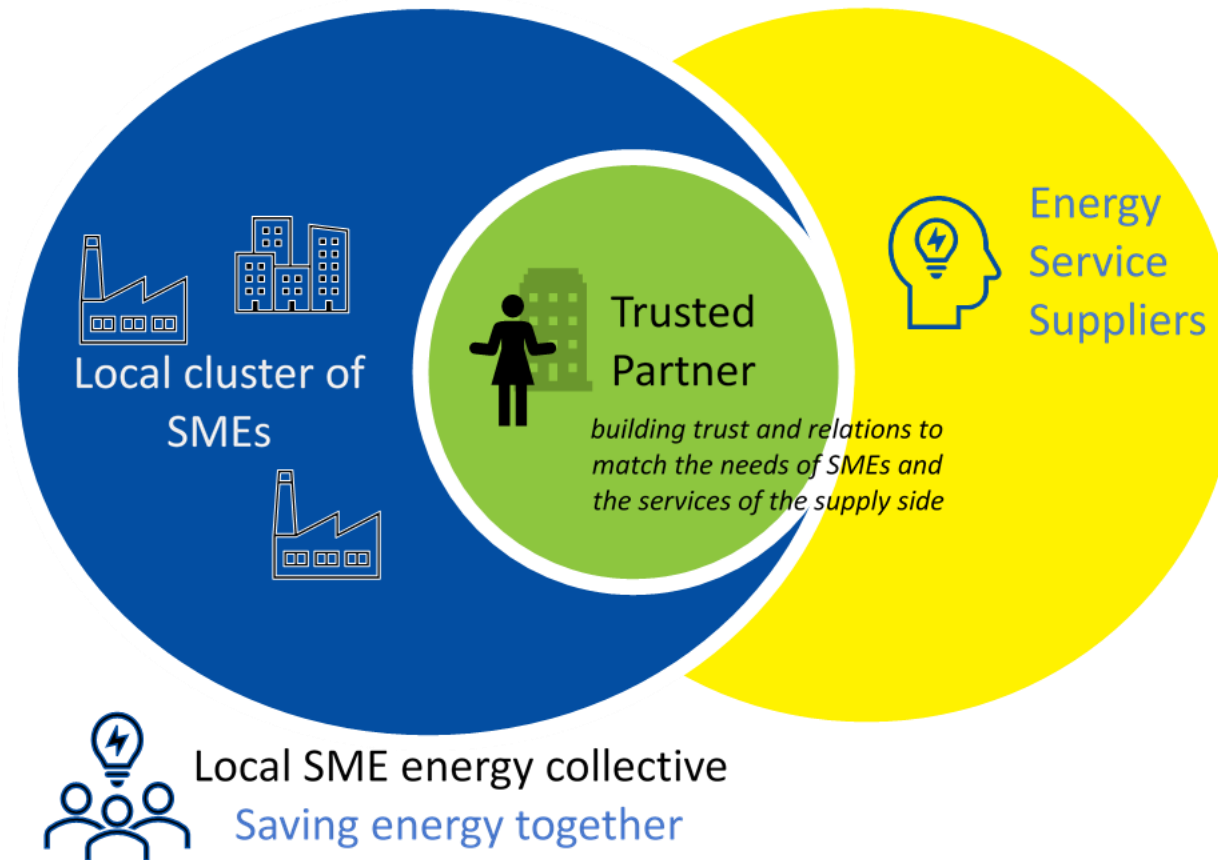 Local cluster of
SMEs
Trusted
Partner
building trust and relations to
match the needs of SMEs and
the services of the supply side
Energy
Service
Suppliers
Local SME energy collective
Saving energy together